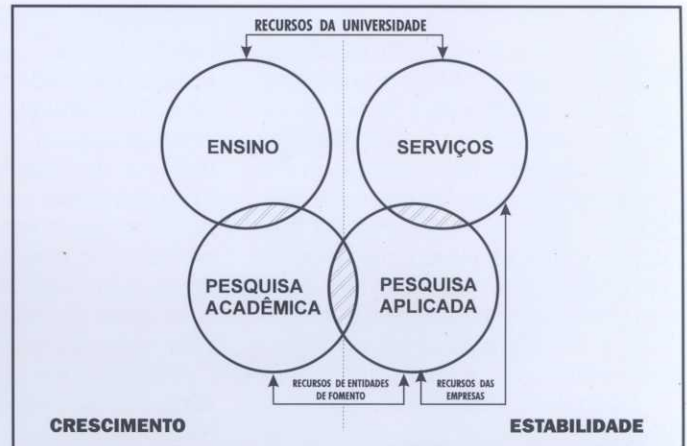 RECURSOS DA UNIVERSIDADE
ENSINO
SERVIÇOS
PESQUISA
ACADÊMICA
PESQUISA
APLICADA
RECURSOS DE ENTIDADES
DE FOMENTO
RECURSOS DAS
EMPRESAS
CRESCIMENTO
ESTABILIDADE